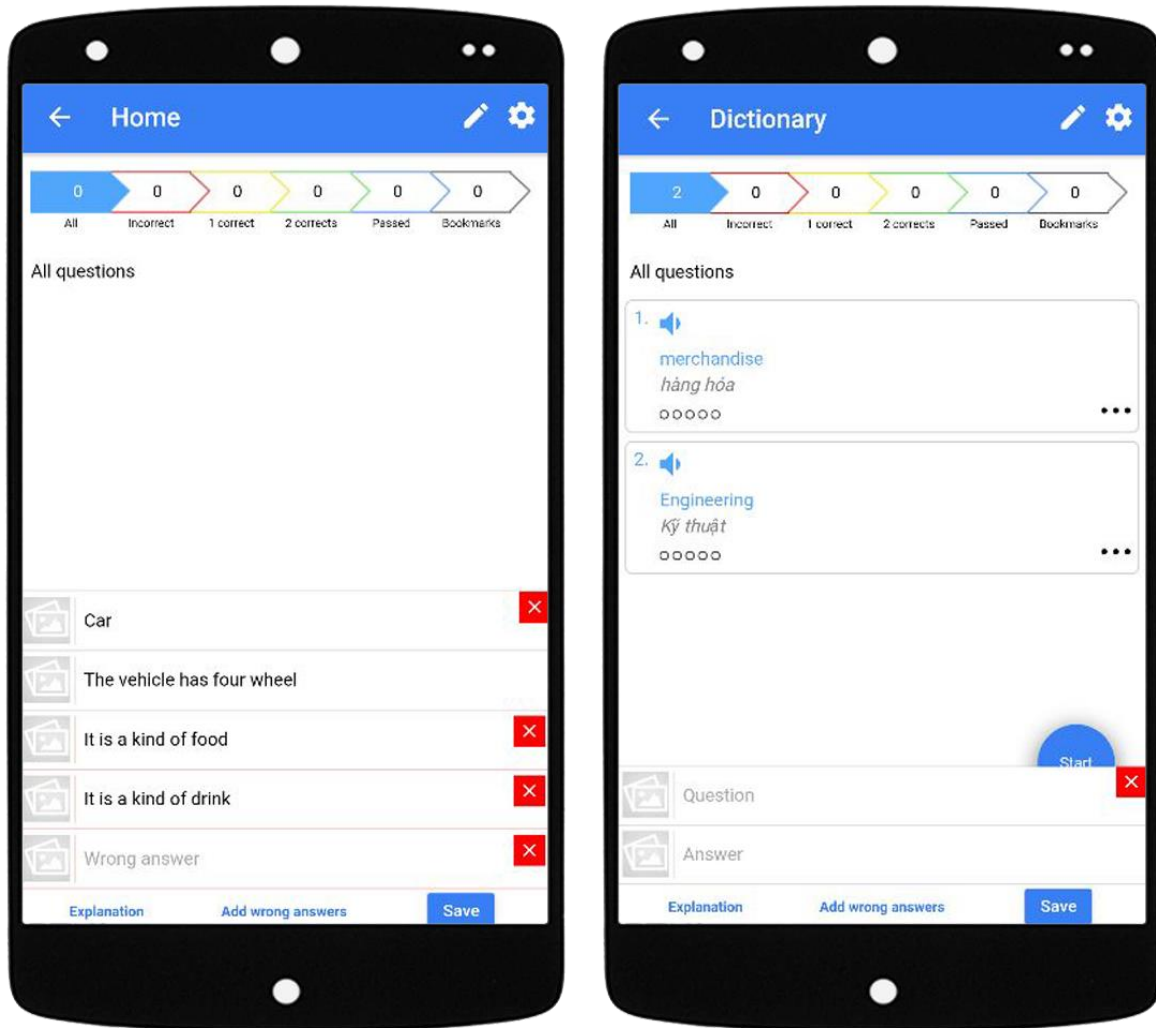 Home
0 0 0 0 0 0
All Incorrect 1 correct 2 corrects Passed Bookmarks
All questions
Car
The vehicle has four wheel
It is a kind of food
It is a kind of drink
Wrong answer
Explanation Add wrong answers Save
Dictionary
2 0 0 0 0 0
All Incorrect 1 correct 2 corrects Passed Bookmarks
All questions
1.
merchandise
hàng hóa
2.
Engineering
Kỹ thuật
Start
Question
Answer
Explanation Add wrong answers Save